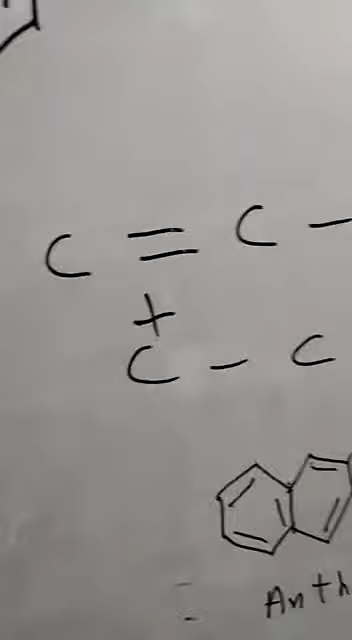 C = C -
+
C - C
Anth